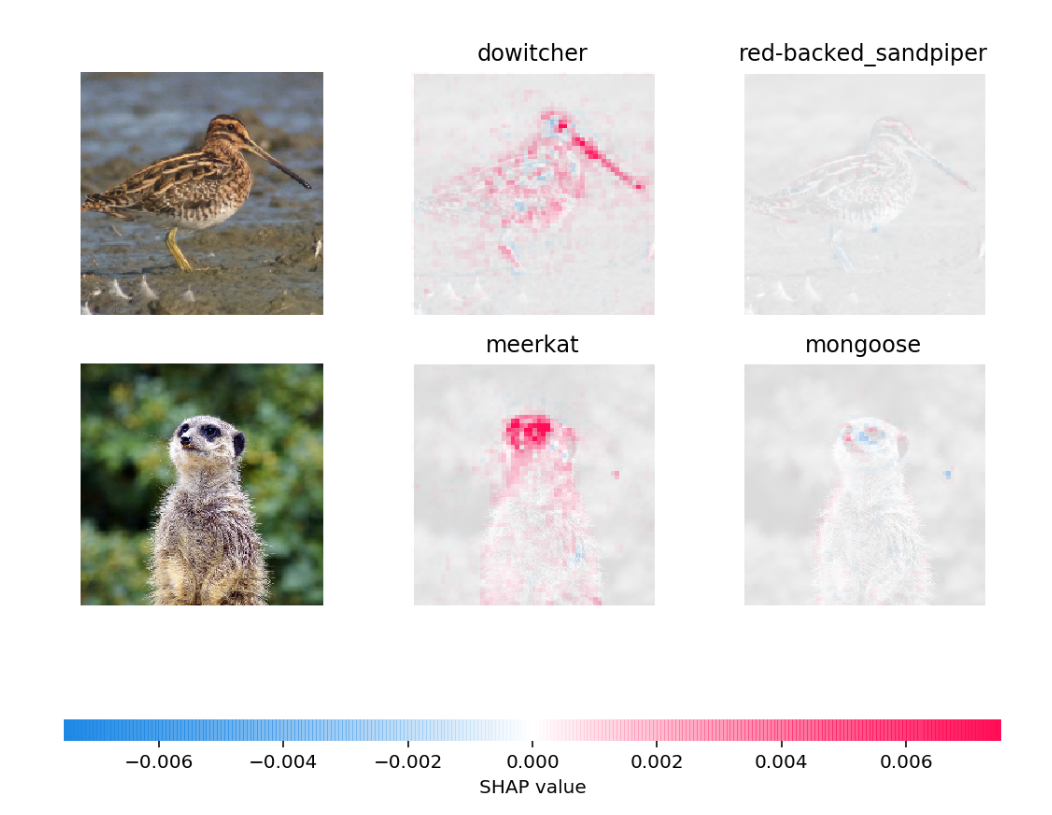 dowitcher
red-backed_sandpiper
meerkat
mongoose
−0.006 −0.004 −0.002 0.000 0.002 0.004 0.006
SHAP value